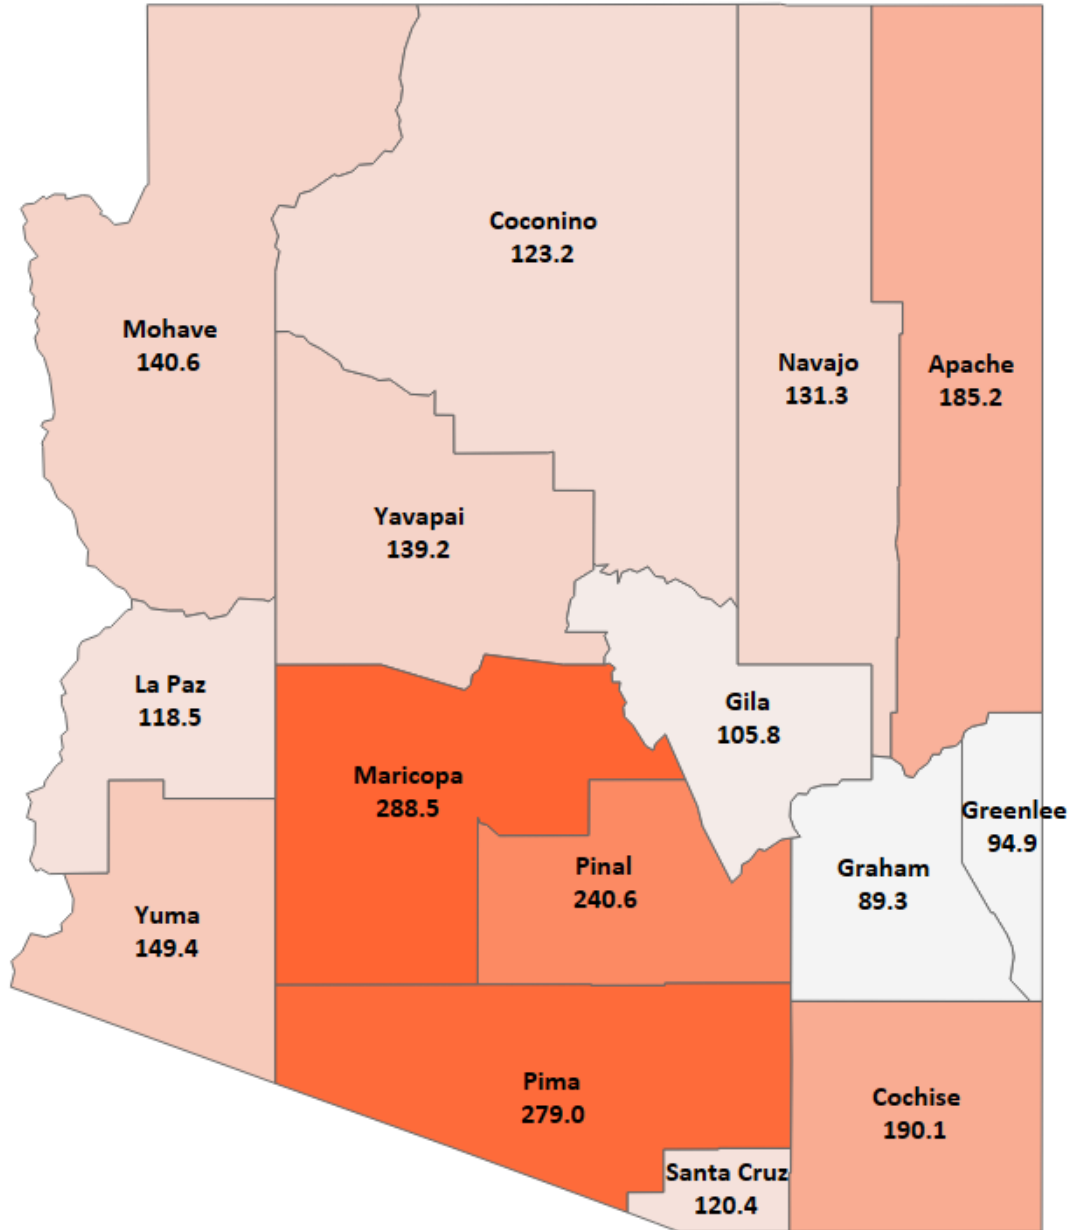 Coconino
123.2
Mohave
140.6
Navajo
131.3
Apache
185.2
Yavapai
139.2
La Paz
118.5
Gila
105.8
Maricopa
288.5
Greenlee
94.9
Pinal
240.6
Graham
89.3
Yuma
149.4
Pima
279.0
Cochise
190.1
Santa Cruz
120.4